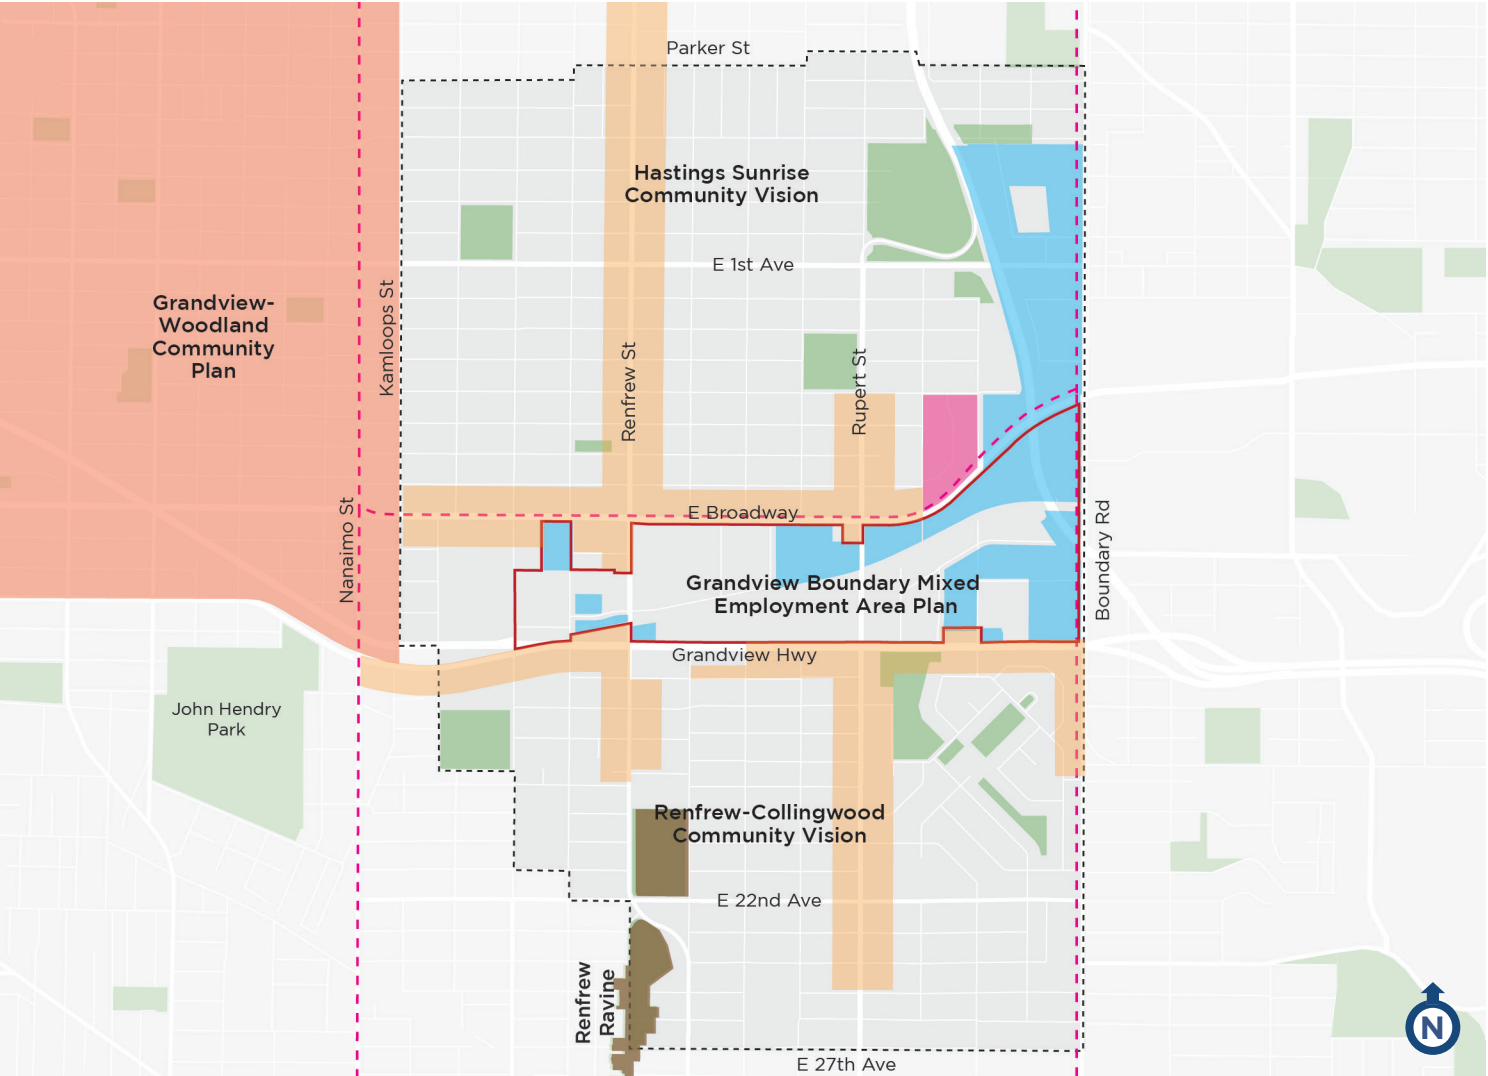 Parker St
Hastings Sunrise
Community Vision
E 1st Ave
Grandview-
Woodland
Community
Plan
Kamloops St
Renfrew St
Rupert St
Nanaimo St
E Broadway
Boundary Rd
Grandview Boundary Mixed
Employment Area Plan
Grandview Hwy
John Hendry
Park
Renfrew-Collingwood
Community Vision
E 22nd Ave
Renfrew
Ravine
N
E 27th Ave